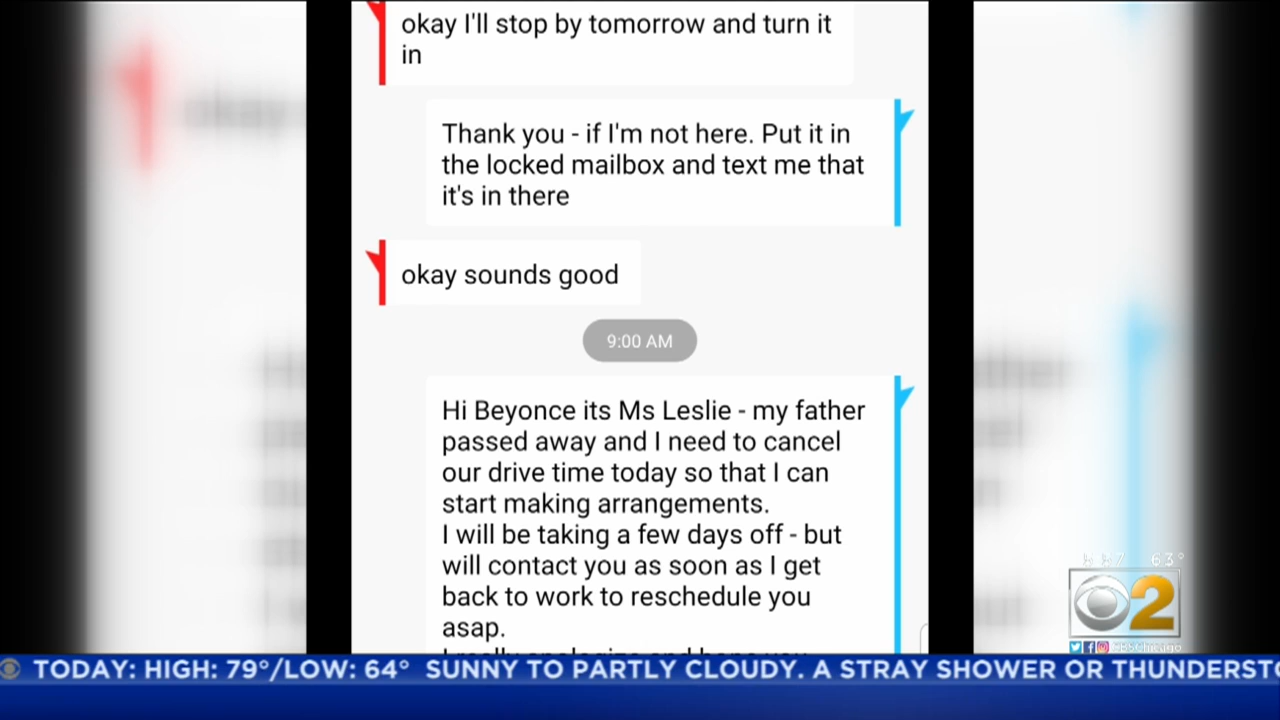 okay I'll stop by tomorrow and turn it
in
Thank you - if I'm not here. Put it in
the locked mailbox and text me that
it's in there
okay sounds good
9:00 AM
Hi Beyonce its Ms Leslie - my father
passed away and I need to cancel
our drive time today so that I can
start making arrangements.
I will be taking a few days off - but
will contact you as soon as I get
back to work to reschedule you
asap.
5:57 63°
2
TODAY: HIGH: 79°/LOW: 64° SUNNY TO PARTLY CLOUDY. A STRAY SHOWER OR